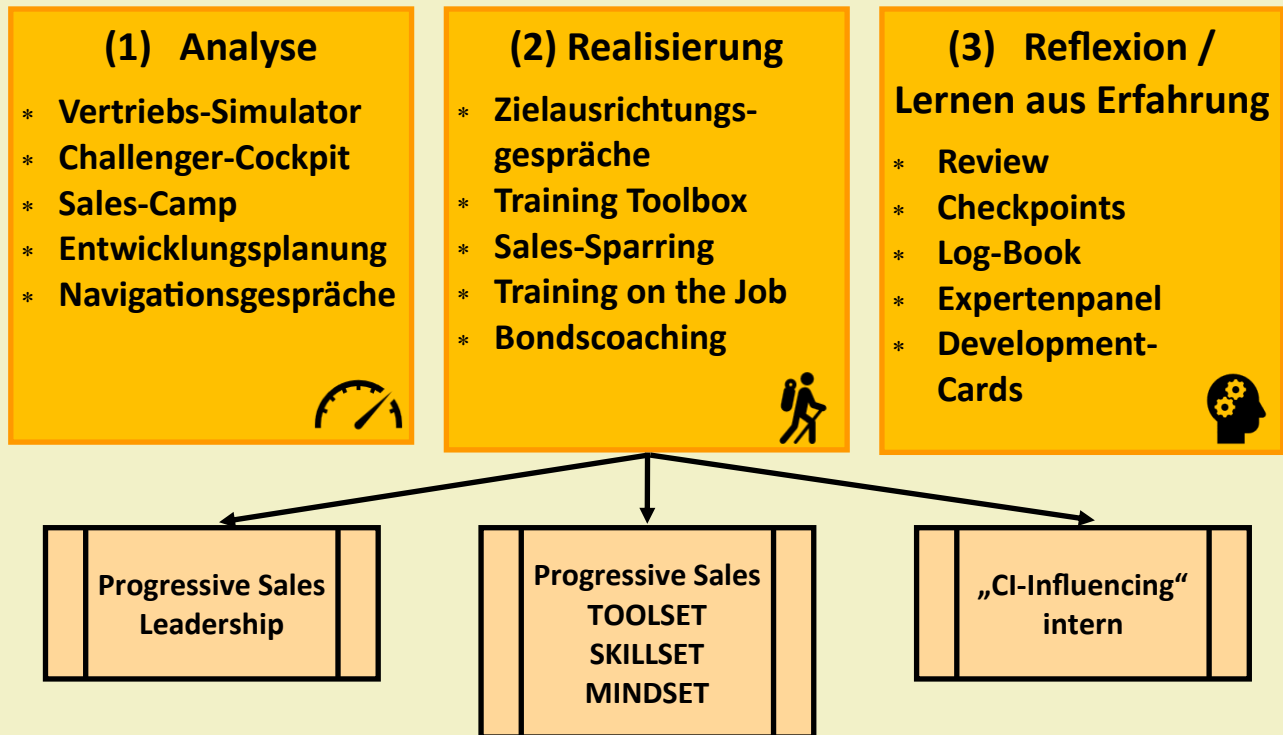 (1) Analyse
* Vertriebs-Simulator
* Challenger-Cockpit
* Sales-Camp
* Entwicklungsplanung
* Navigationsgespräche
(2) Realisierung
* Zielausrichtungs-
gespräche
* Training Toolbox
* Sales-Sparring
* Training on the Job
* Bondscoaching
(3) Reflexion /
Lernen aus Erfahrung
* Review
* Checkpoints
* Log-Book
* Expertenpanel
* Development-
Cards
Progressive Sales
Leadership
Progressive Sales
TOOLSET
SKILLSET
MINDSET
„CI-Influencing“
intern